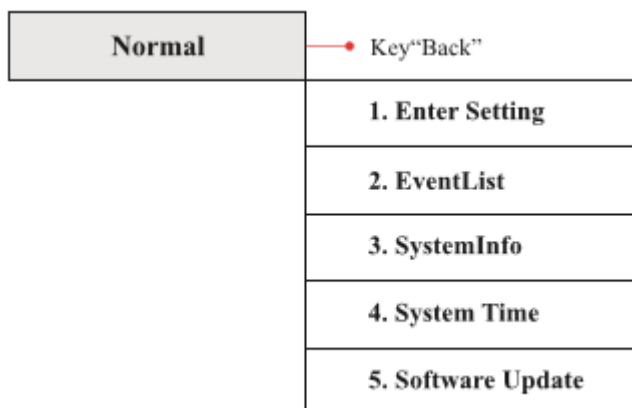 Normal
Key“Back”
1. Enter Setting
2. EventList
3. SystemInfo
4. System Time
5. Software Update